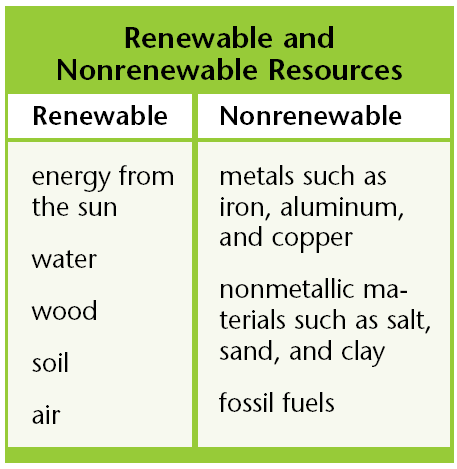 Renewable and
Nonrenewable Resources
Renewable
Nonrenewable
energy from
the sun
water
wood
soil
air
metals such as
iron, aluminum,
and copper
nonmetallic ma-
terials such as salt,
sand, and clay
fossil fuels